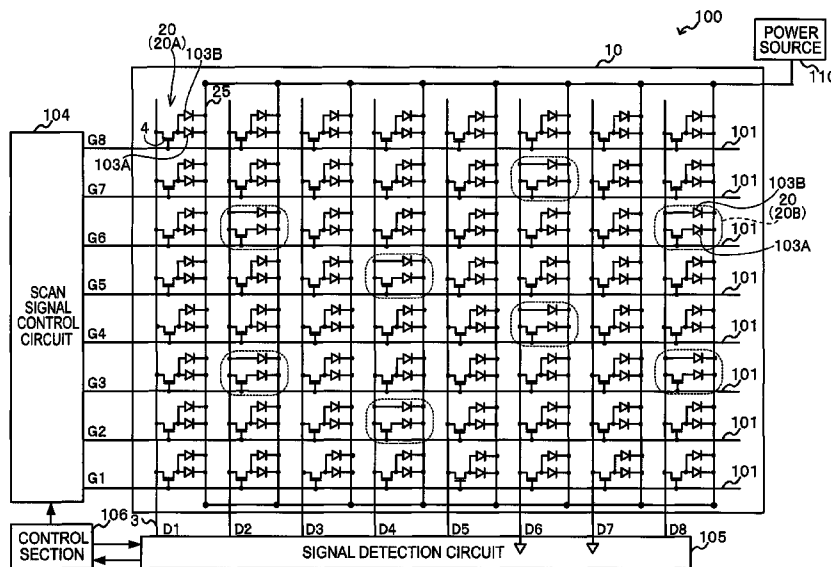 100
20
(20A)
103B
10
POWER
SOURCE
110
25
104
4
103A
G8
101
G7
101
103B
20
(20B)
G6
101
103A
SCAN
SIGNAL
CONTROL
CIRCUIT
G5
101
G4
101
G3
101
G2
101
G1
101
106
3
D1
D2
D3
D4
D5
D6
D7
D8
CONTROL
SECTION
SIGNAL DETECTION CIRCUIT
105